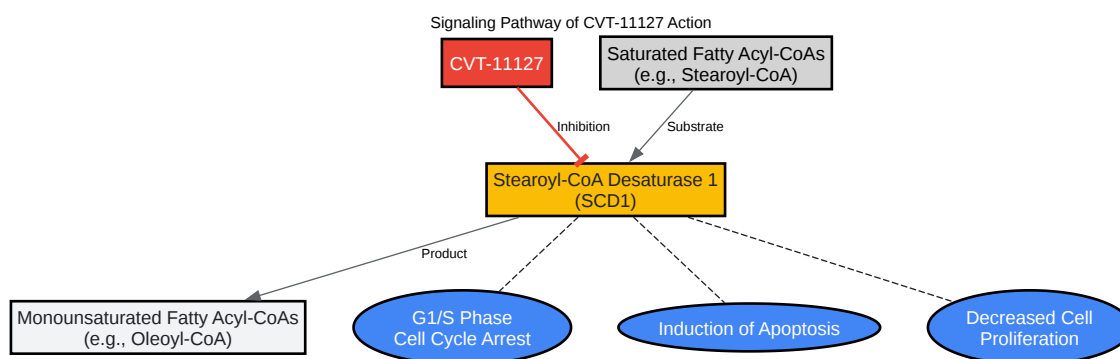 Signaling Pathway of CVT-11127 Action
CVT-11127
Saturated Fatty Acyl-CoAs
(e.g., Stearoyl-CoA)
Inhibition
Substrate
Stearoyl-CoA Desaturase 1
(SCD1)
Product
Monounsaturated Fatty Acyl-CoAs
(e.g., Oleoyl-CoA)
G1/S Phase
Cell Cycle Arrest
Induction of Apoptosis
Decreased Cell
Proliferation